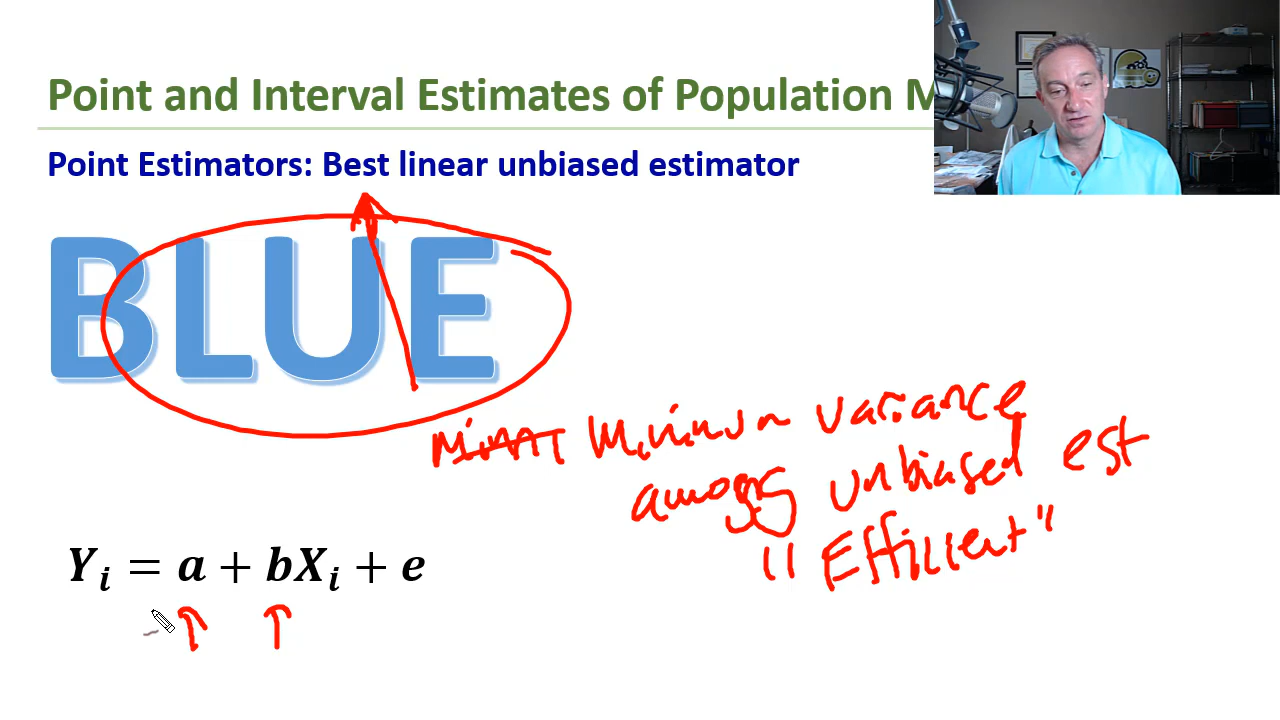 Point and Interval Estimates of Population M
Point Estimators: Best linear unbiased estimator
BLUE
Minimum variance
among unbiased est
"Efficient"
Yᵢ = a + bXᵢ + e